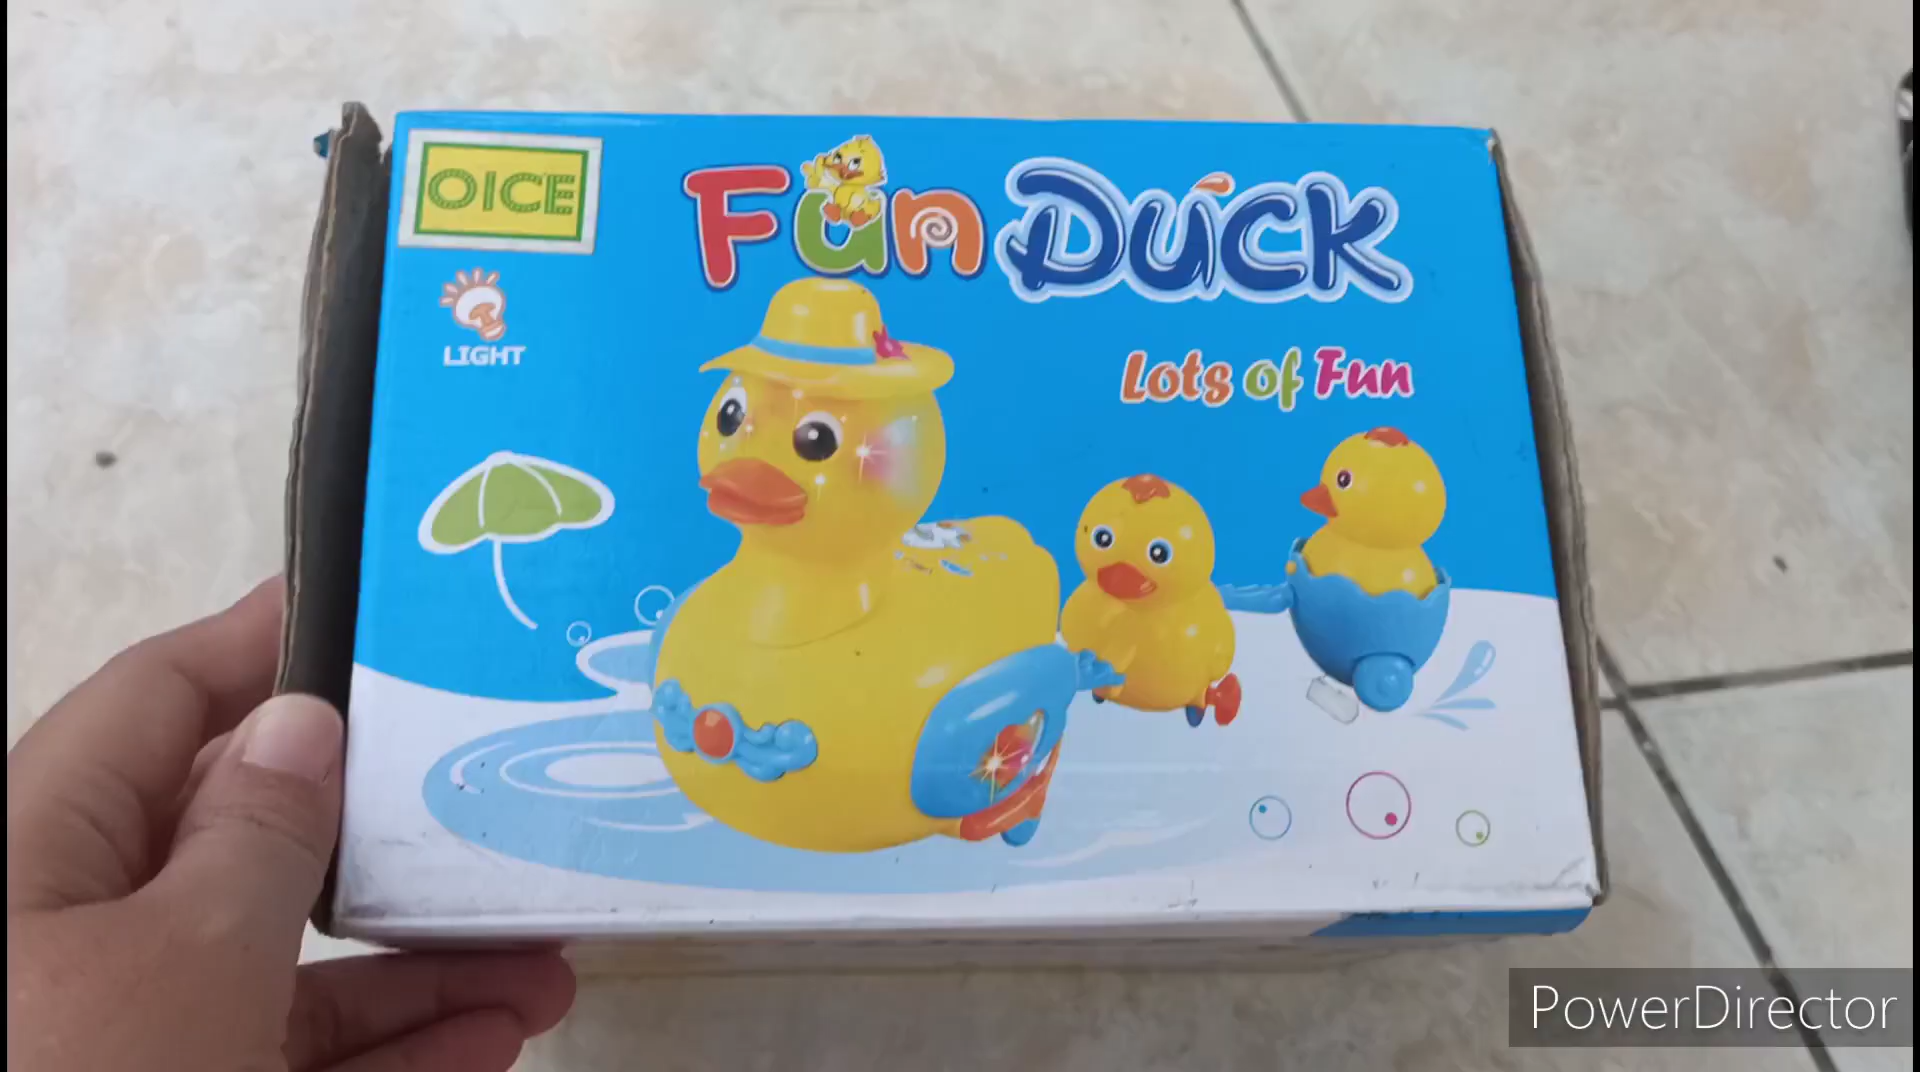 OICE
Fun DUCK
LIGHT
Lots of Fun
PowerDirector